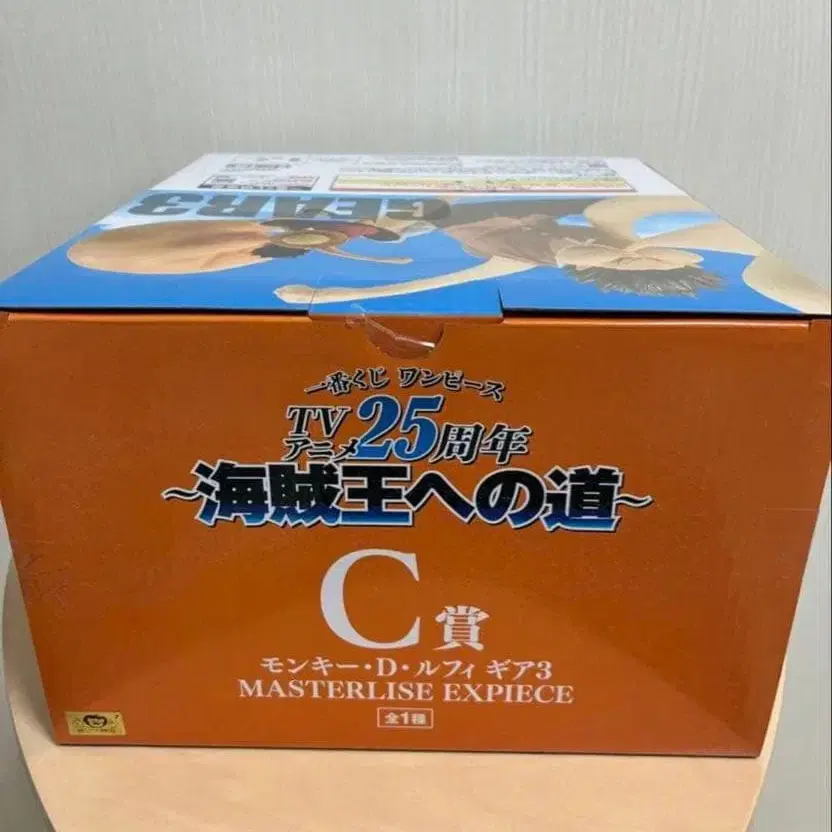 GEAR3
一番くじ ワンピース
TV
アニメ25周年
～海賊王への道～
C賞
モンキー・D・ルフィ ギア3
MASTERLISE EXPIECE
全1種